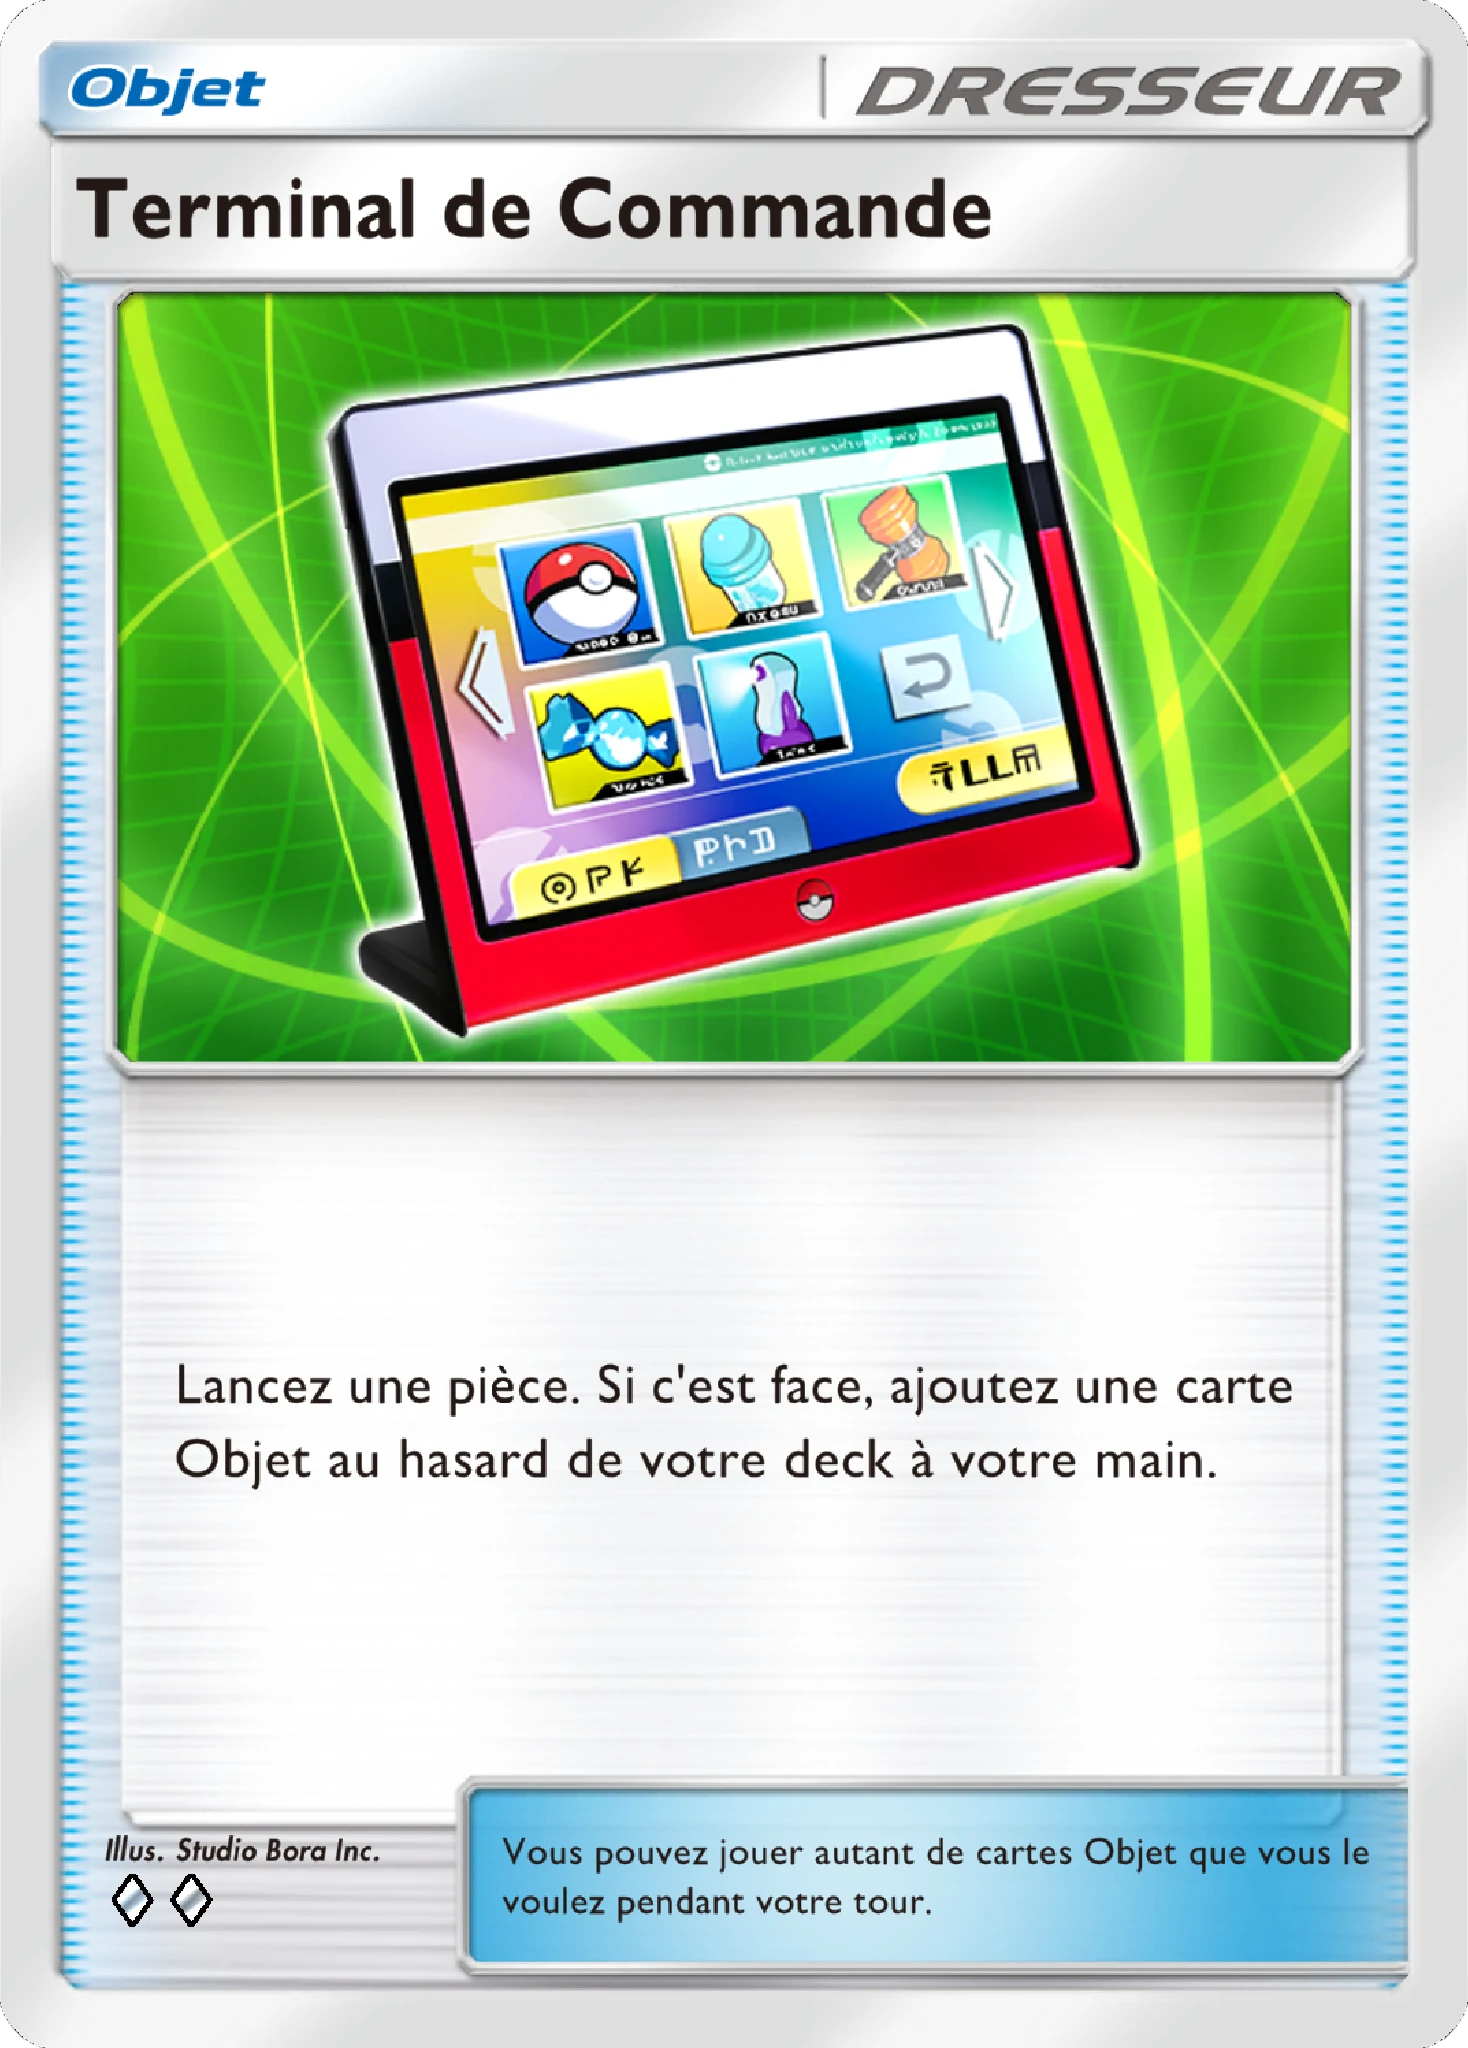 Objet
DRESSEUR
Terminal de Commande
Lancez une pièce. Si c'est face, ajoutez une carte
Objet au hasard de votre deck à votre main.
Illus. Studio Bora Inc.
Vous pouvez jouer autant de cartes Objet que vous le
voulez pendant votre tour.